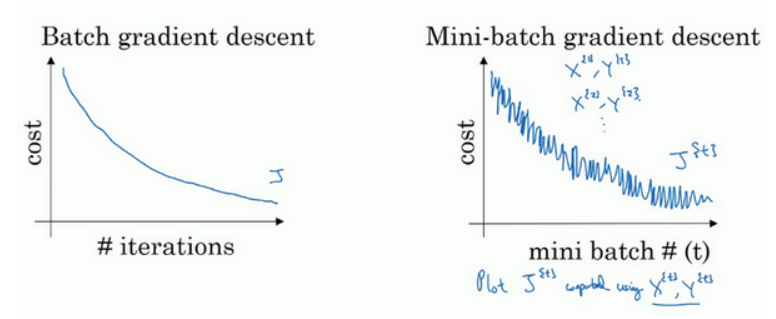 Batch gradient descent
cost
J
# iterations
Mini-batch gradient descent
X^{1}, Y^{1}
X^{2}, Y^{2}
⋮
cost
J^{t}
mini batch # (t)
Plot J^{t} computed using X^{t}, Y^{t}